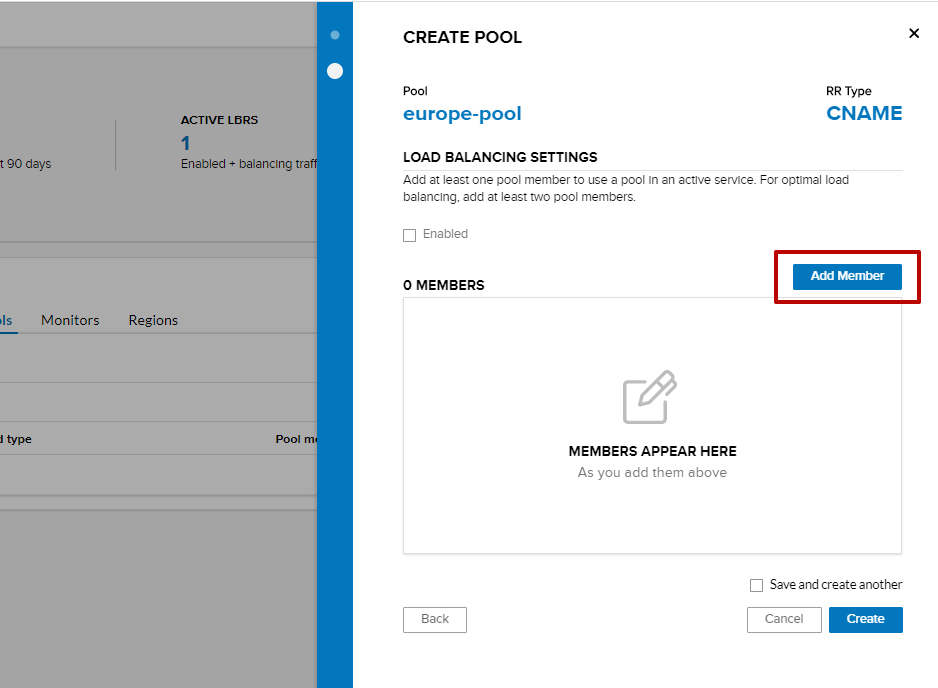 CREATE POOL
Pool
europe-pool
RR Type
CNAME
LOAD BALANCING SETTINGS
Add at least one pool member to use a pool in an active service. For optimal load
balancing, add at least two pool members.
Enabled
0 MEMBERS
Add Member
MEMBERS APPEAR HERE
As you add them above
Save and create another
Back
Cancel
Create
ACTIVE LBRS
1
t 90 days
Enabled + balancing traff
ls
Monitors
Regions
d type
Pool me